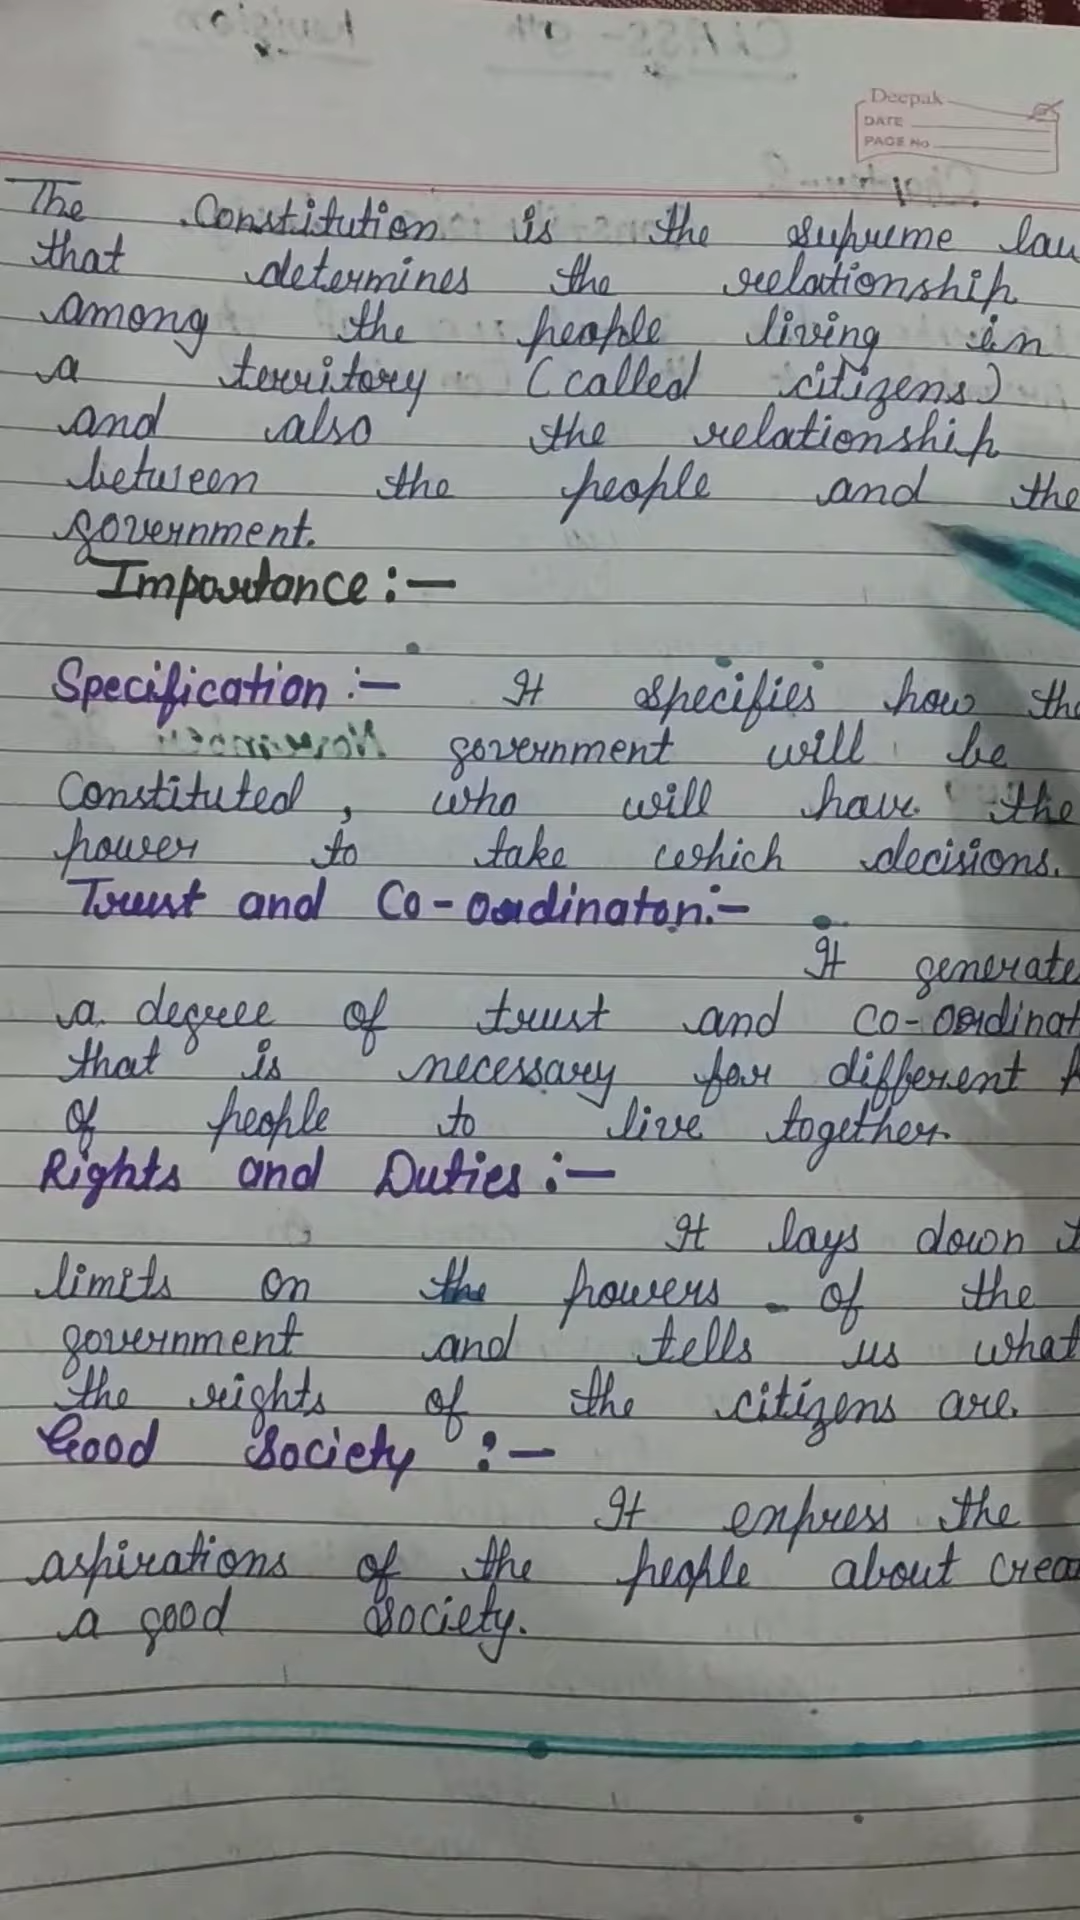 Deepak
DATE
PAGE No
The Constitution is the supreme law
that determines the relationship
among the people living in
a territory (called citizens)
and also the relationship
between the people and the
government.
Importance :-
Specification :- It specifies how the
government will be
Constituted, who will have the
power to take which decisions.
Trust and Co-ordinaton:-
It generate
a degree of trust and co-ordinat
that is necessary for different
of people to live together.
Rights and Duties :-
It lays down
limits on the powers of the
government and tells us what
the rights of the citizens are.
Good Society :-
It express the
aspirations of the people about crea
a good society.